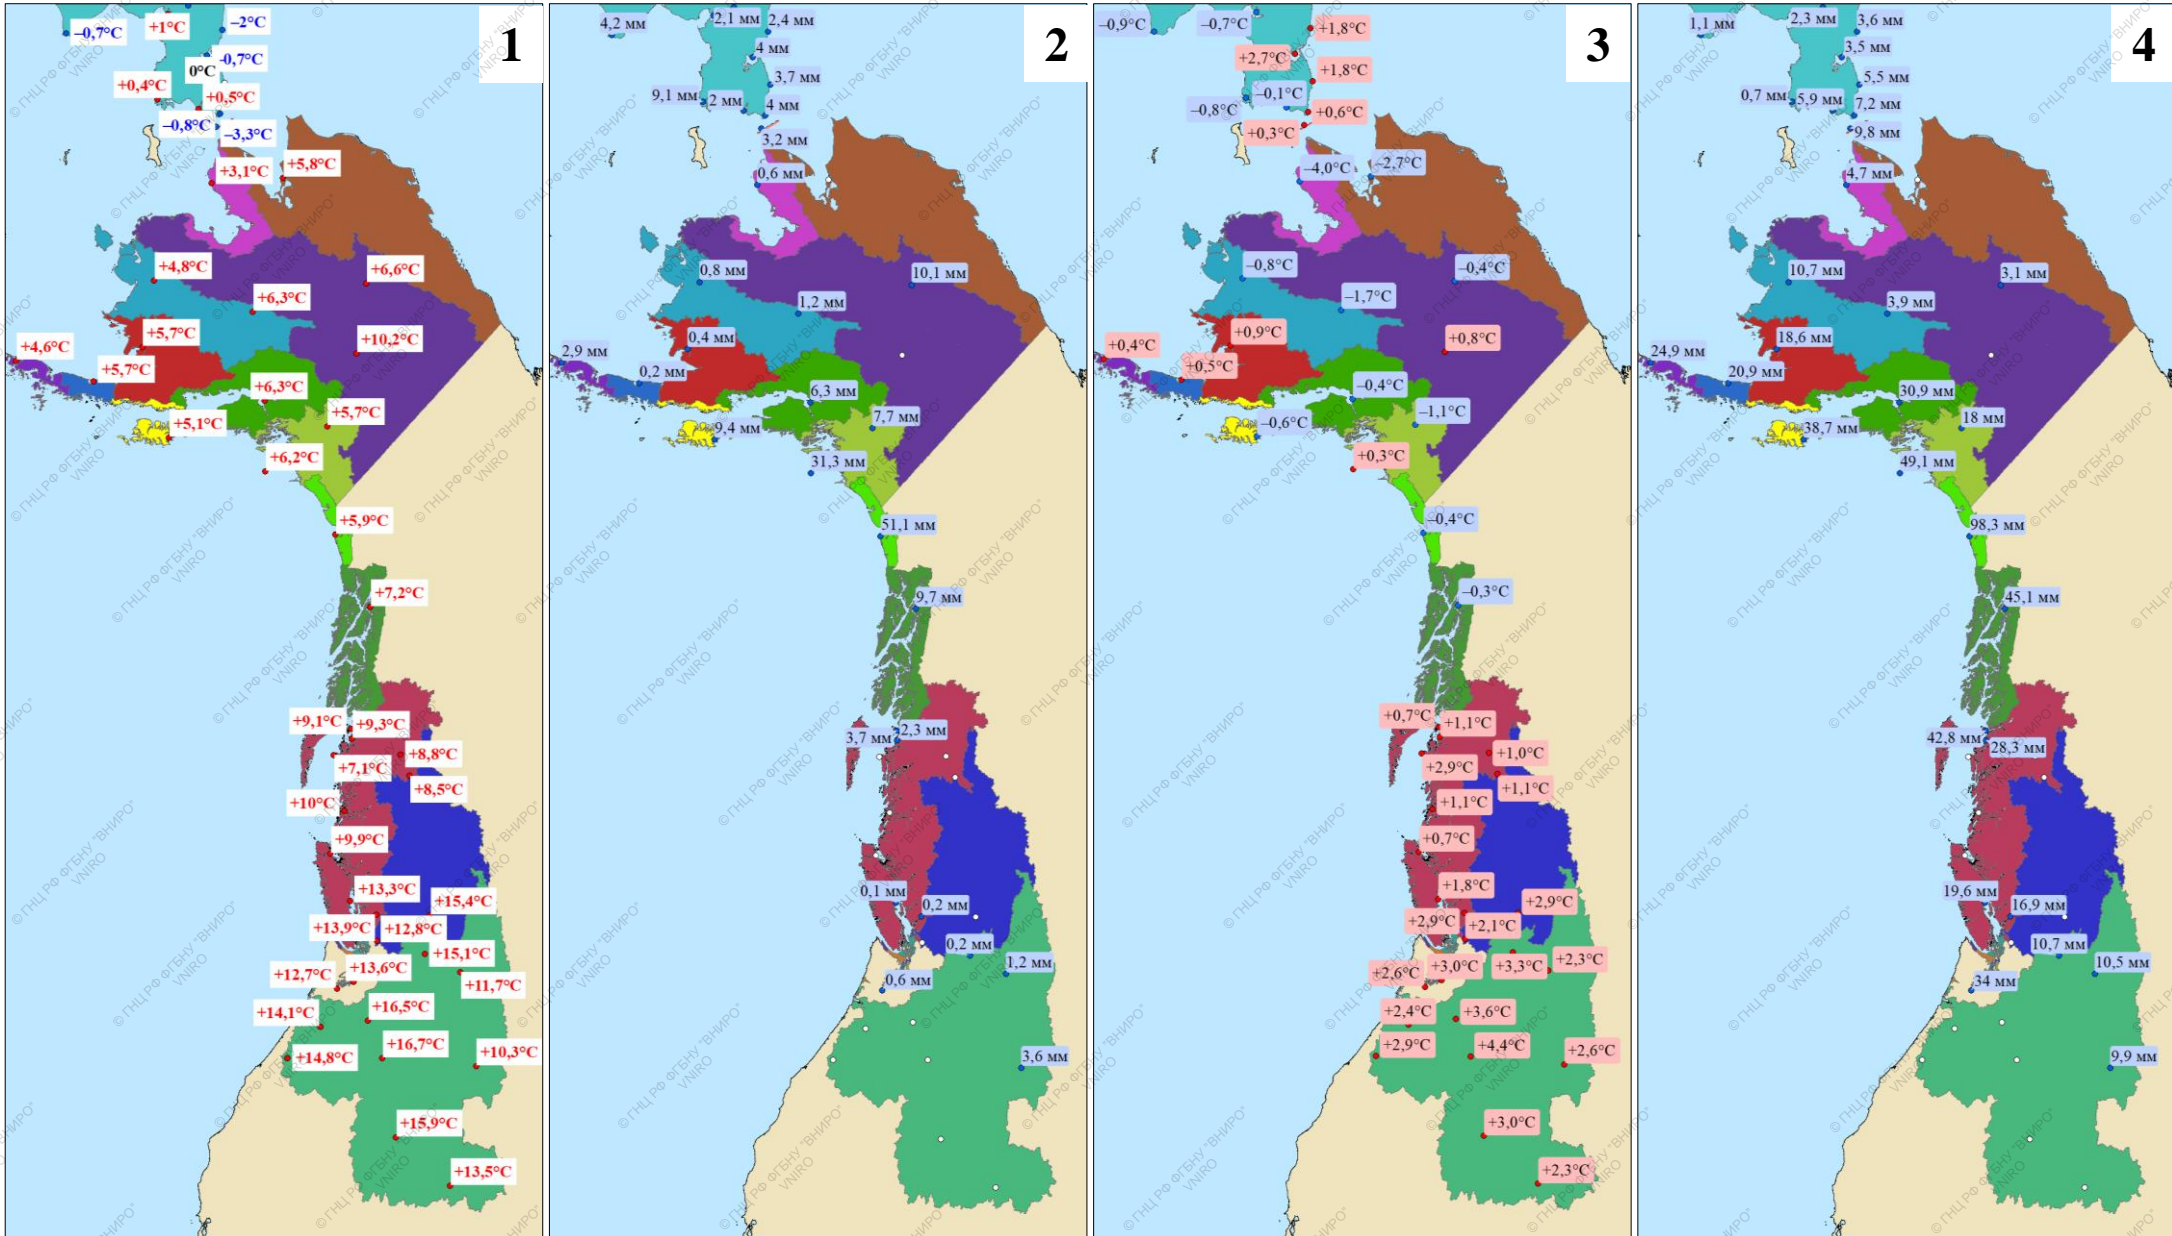 1
–0,7°C
+1°C
–2°C
-0,7°C
0°C
+0,4°C
+0,5°C
–0,8°C
–3,3°C
+3,1°C
+5,8°C
+4,8°C
+6,6°C
+6,3°C
+5,7°C
+10,2°C
+4,6°C
+5,7°C
+6,3°C
+5,1°C
+5,7°C
+6,2°C
+5,9°C
+7,2°C
+9,1°C
+9,3°C
+7,1°C
+8,8°C
+8,5°C
+10°C
+9,9°C
+13,3°C
+15,4°C
+13,9°C
+12,8°C
+15,1°C
+12,7°C
+13,6°C
+11,7°C
+14,1°C
+16,5°C
+14,8°C
+16,7°C
+10,3°C
+15,9°C
+13,5°C
2
4,2 мм
2,1 мм
2,4 мм
4 мм
3,7 мм
9,1 мм
2 мм
4 мм
3,2 мм
0,6 мм
0,8 мм
10,1 мм
1,2 мм
0,4 мм
2,9 мм
0,2 мм
6,3 мм
9,4 мм
7,7 мм
31,3 мм
51,1 мм
9,7 мм
3,7 мм
2,3 мм
0,1 мм
0,2 мм
0,2 мм
1,2 мм
0,6 мм
3,6 мм
3
–0,9°C
–0,7°C
+1,8°C
+2,7°C
+1,8°C
–0,1°C
–0,8°C
+0,6°C
+0,3°C
–4,0°C
–2,7°C
–0,8°C
–0,4°C
–1,7°C
+0,9°C
+0,8°C
+0,4°C
+0,5°C
–0,4°C
–0,6°C
–1,1°C
+0,3°C
–0,4°C
–0,3°C
+0,7°C
+1,1°C
+2,9°C
+1,0°C
+1,1°C
+1,1°C
+0,7°C
+1,8°C
+2,9°C
+2,9°C
+2,1°C
+2,6°C
+3,0°C
+3,3°C
+2,3°C
+2,4°C
+3,6°C
+2,9°C
+4,4°C
+2,6°C
+3,0°C
+2,3°C
4
1,1 мм
2,3 мм
3,6 мм
3,5 мм
5,5 мм
0,7 мм
5,9 мм
7,2 мм
9,8 мм
4,7 мм
10,7 мм
3,1 мм
3,9 мм
18,6 мм
24,9 мм
20,9 мм
30,9 мм
38,7 мм
18 мм
49,1 мм
98,3 мм
45,1 мм
42,8 мм
28,3 мм
19,6 мм
16,9 мм
10,7 мм
10,5 мм
34 мм
9,9 мм
© ГНЦ РФ ФГБНУ "ВНИРО"
VNIRO